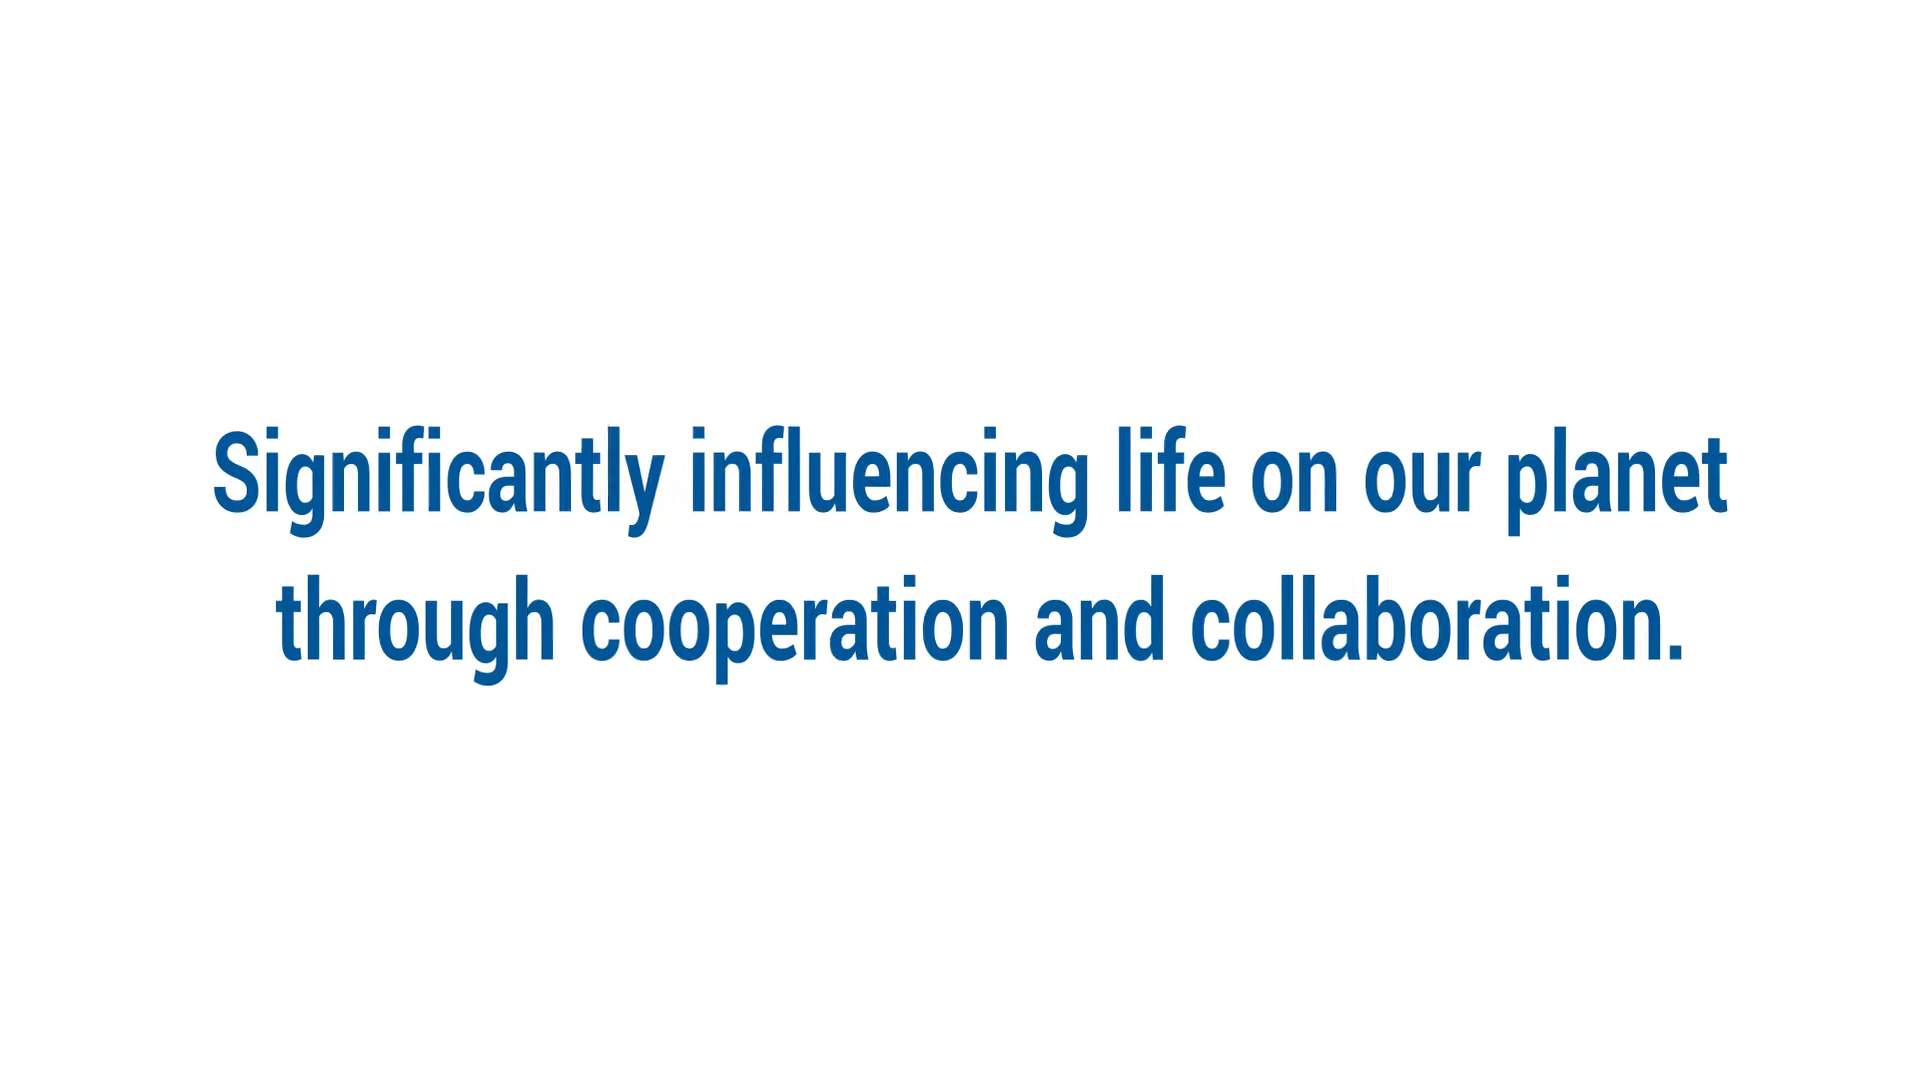 Significantly influencing life on our planet
through cooperation and collaboration.